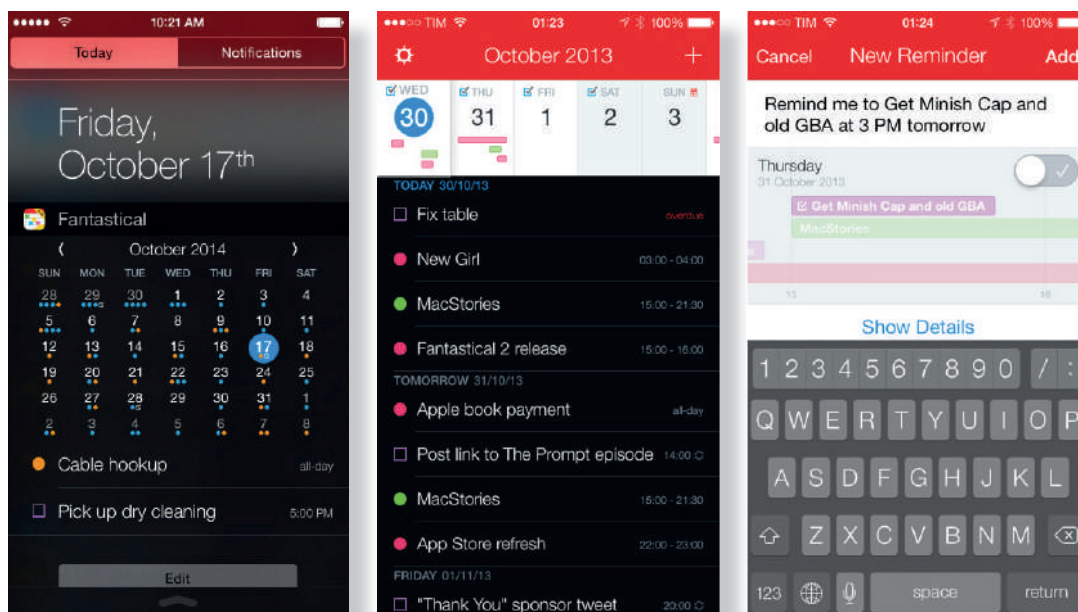 10:21 AM
Today Notifications
Friday,
October 17th
Fantastical
October 2014
SUN MON TUE WED THU FRI SAT
28 29 30 1 2 3 4
5 6 7 8 9 10 11
12 13 14 15 16 17 18
19 20 21 22 23 24 25
26 27 28 29 30 31 1
2 3 4 5 6 7 8
Cable hookup all-day
Pick up dry cleaning 5:00 PM
Edit
TIM 01:23 100%
October 2013 +
WED THU FRI SAT SUN
30 31 1 2 3
TODAY 30/10/13
Fix table overdue
New Girl 03:00 - 04:00
MacStories 15:00 - 21:30
Fantastical 2 release 15:00 - 16:00
TOMORROW 31/10/13
Apple book payment all-day
Post link to The Prompt episode 14:00
MacStories 15:00 - 21:30
App Store refresh 22:00 - 23:00
FRIDAY 01/11/13
"Thank You" sponsor tweet 20:00
TIM 01:24 100%
Cancel New Reminder Add
Remind me to Get Minish Cap and
old GBA at 3 PM tomorrow
Thursday
31 October 2013
Get Minish Cap and old GBA
MacStories
Show Details
1 2 3 4 5 6 7 8 9 0 / :
Q W E R T Y U I O P
A S D F G H J K L
Z X C V B N M
123 space return